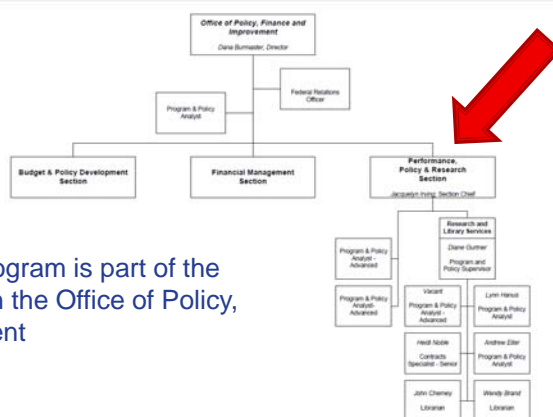 Office of Policy, Finance and
Improvement
Dana Burmaster, Director
Federal Relations
Officer
Program & Policy
Analyst
Budget & Policy Development
Section
Financial Management
Section
Performance,
Policy & Research
Section
Jacquelyn Irving, Section Chief
Research and
Library Services
Diane Gurtner
Program and
Policy Supervisor
Program & Policy
Analyst -
Advanced
Program & Policy
Analyst-
Advanced
Vacant
Program & Policy
Analyst -
Advanced
Lynn Hanus
Program & Policy
Analyst
Heidi Noble
Contracts
Specialist - Senior
Andrew Eiler
Program & Policy
Analyst
John Cherney
Librarian
Wendy Brand
Librarian
ogram is part of the
the Office of Policy,
ent